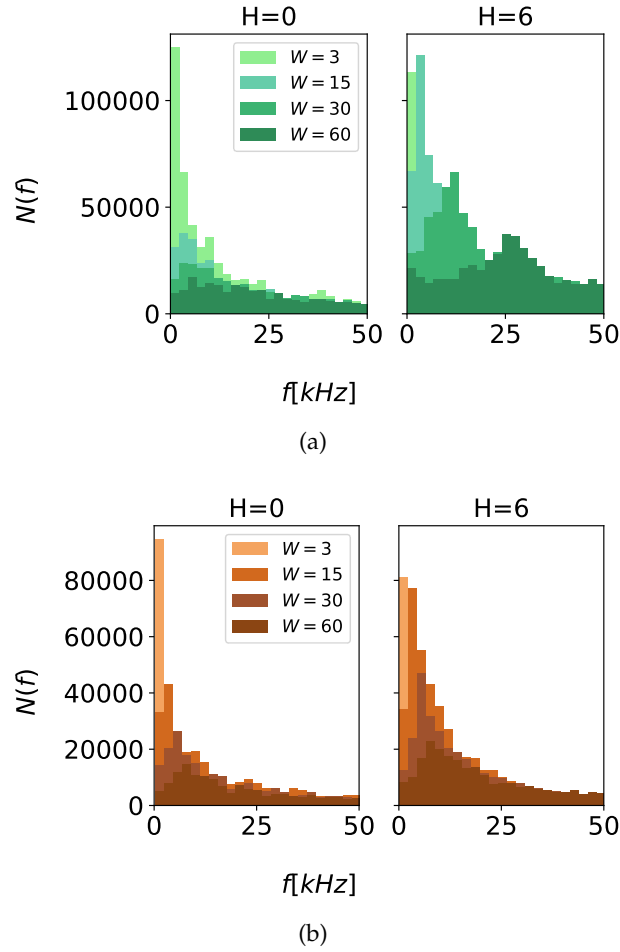 H=0 H=6
W = 3
W = 15
W = 30
W = 60
100000
50000
0
N(f)
0 25 50 0 25 50
f[kHz]
(a)
H=0 H=6
W = 3
W = 15
W = 30
W = 60
80000
60000
40000
20000
0
N(f)
0 25 50 0 25 50
f[kHz]
(b)